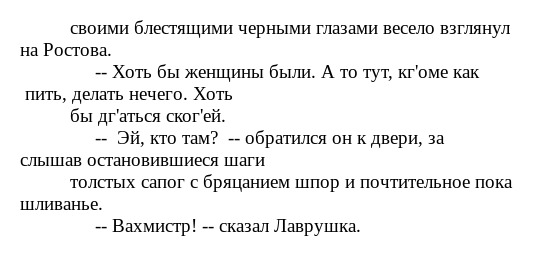 своими блестящими черными глазами весело взглянул
на Ростова.
-- Хоть бы женщины были. А то тут, кг'оме как
пить, делать нечего. Хоть
бы дг'аться ског'ей.
--  Эй, кто там?  -- обратился он к двери, за
слышав остановившиеся шаги
толстых сапог с бряцанием шпор и почтительное пока
шливанье.
-- Вахмистр! -- сказал Лаврушка.